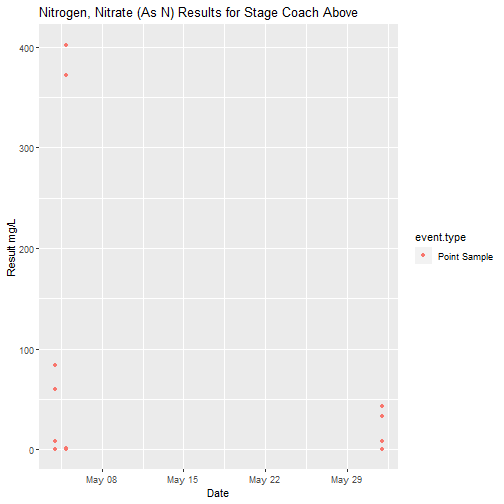 Nitrogen, Nitrate (As N) Results for Stage Coach Above
400
300
200
100
0
Result mg/L
May 08
May 15
May 22
May 29
Date
event.type
Point Sample